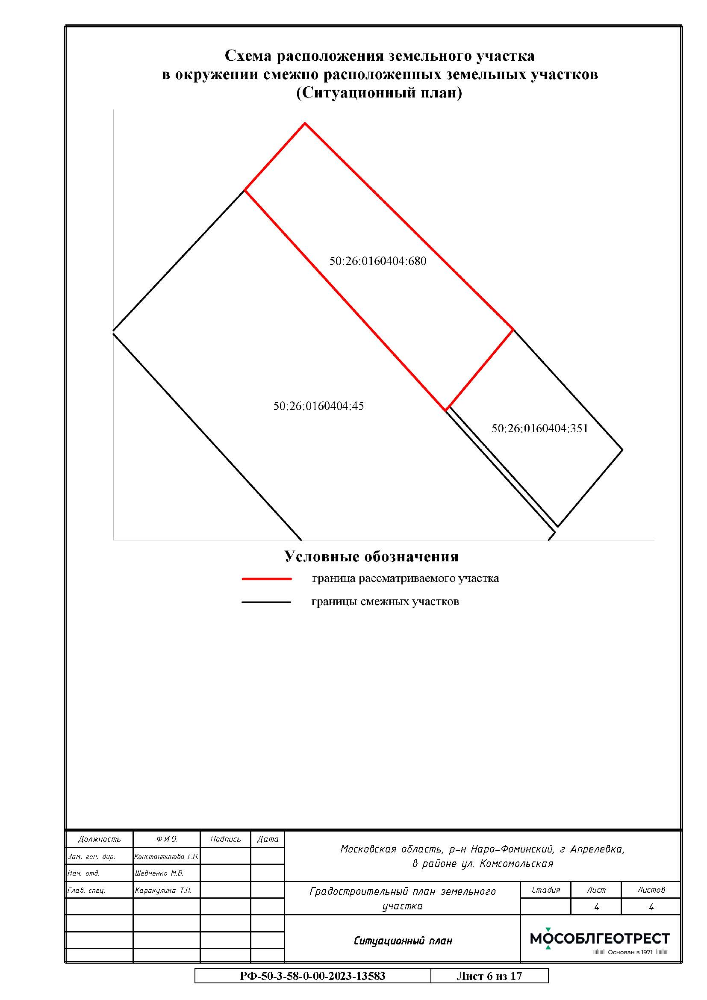 Схема расположения земельного участка
в окружении смежно расположенных земельных участков
(Ситуационный план)
50:26:0160404:680
50:26:0160404:45
50:26:0160404:351
Условные обозначения
граница рассматриваемого участка
границы смежных участков
Должность Ф.И.О. Подпись Дата
Зам. ген. дир. Константинова Г.Н.
Нач. отд. Шевченко М.В.
Глав. спец. Каракулина Т.Н.
Московская область, р-н Наро-Фоминский, г Апрелевка,
в районе ул. Комсомольская
Градостроительный план земельного
участка
Стадия Лист Листов
4 4
Ситуационный план
МОСОБЛГЕОТРЕСТ
Основан в 1971
РФ-50-3-58-0-00-2023-13583 Лист 6 из 17